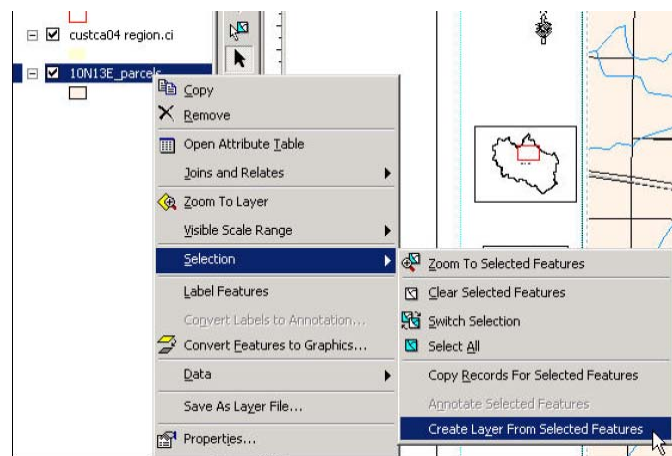 custca04 region.ci
10N13E_parcels
Copy
Remove
Open Attribute Table
Joins and Relates
Zoom To Layer
Visible Scale Range
Selection
Label Features
Convert Labels to Annotation...
Convert Features to Graphics...
Data
Save As Layer File...
Properties...
Zoom To Selected Features
Clear Selected Features
Switch Selection
Select All
Copy Records For Selected Features
Annotate Selected Features
Create Layer From Selected Features